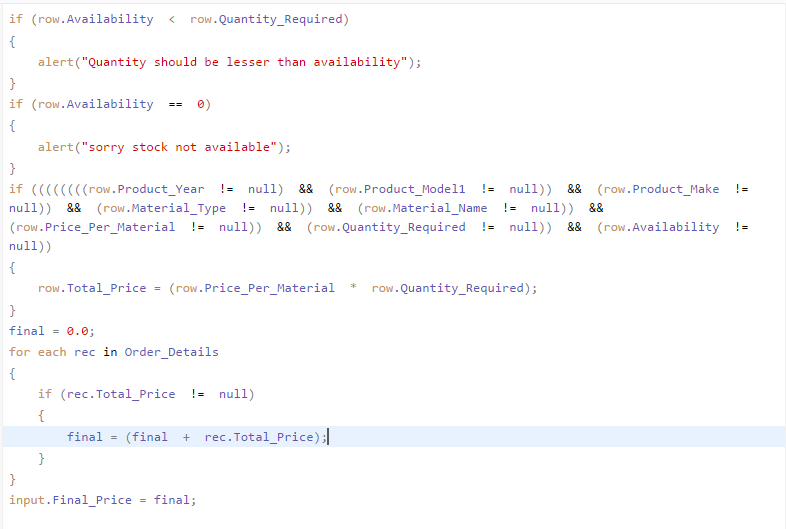 if (row.Availability < row.Quantity_Required)
{
alert("Quantity should be lesser than availability");
}
if (row.Availability == 0)
{
alert("sorry stock not available");
}
if ((((((((row.Product_Year != null) && (row.Product_Model1 != null)) && (row.Product_Make !=
null)) && (row.Material_Type != null)) && (row.Material_Name != null)) &&
(row.Price_Per_Material != null)) && (row.Quantity_Required != null)) && (row.Availability !=
null))
{
row.Total_Price = (row.Price_Per_Material * row.Quantity_Required);
}
final = 0.0;
for each rec in Order_Details
{
if (rec.Total_Price != null)
{
final = (final + rec.Total_Price);
}
}
input.Final_Price = final;